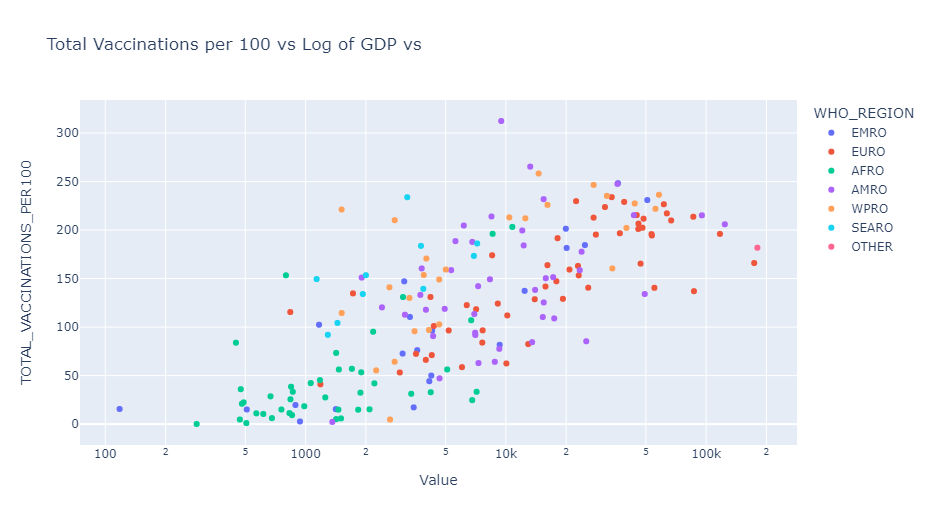 Total Vaccinations per 100 vs Log of GDP vs
WHO_REGION
EMRO
EURO
AFRO
AMRO
WPRO
SEARO
OTHER
TOTAL_VACCINATIONS_PER100
300
250
200
150
100
50
0
100 2 5 1000 2 5 10k 2 5 100k 2
Value